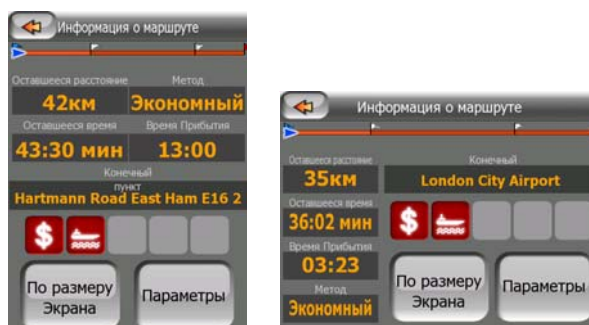 Информация о маршруте
Оставшееся расстояние Метод
42км Экономный
Оставшееся время Время Прибытия
43:30 мин 13:00
Конечный
пункт
Hartmann Road East Ham E16 2
$
По размеру
Экрана
Параметры
Информация о маршруте
Оставшееся расстояние
35км
Конечный
London City Airport
Оставшееся время
36:02 мин
$
Время Прибытия
03:23
Метод
Экономный
По размеру
Экрана
Параметры